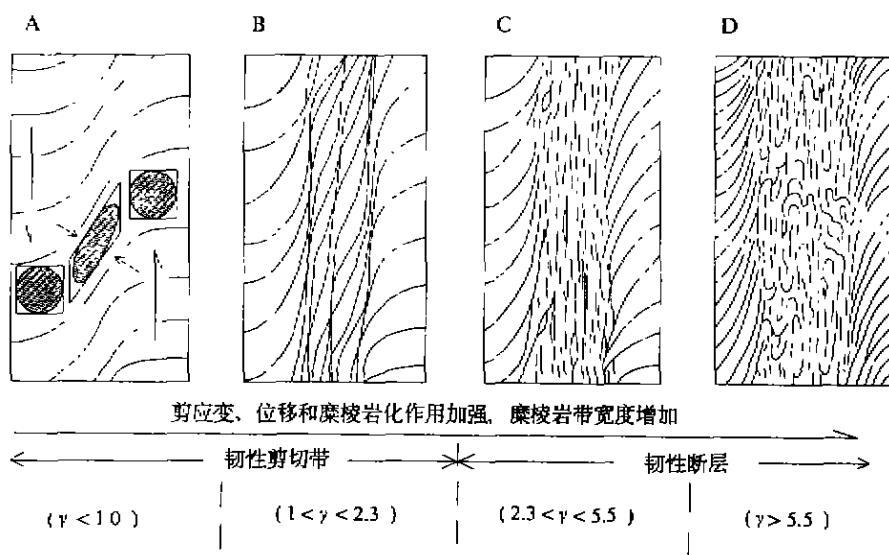 A B C D
剪应变、位移和糜棱岩化作用加强, 糜棱岩带宽度增加
韧性剪切带 韧性断层
(γ<10) (1<γ<2.3) (2.3<γ<5.5) (γ>5.5)